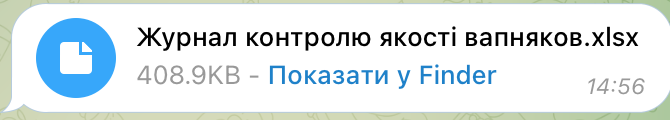 Журнал контролю якості вапняков.xlsx
408.9KB - Показати у Finder
14:56